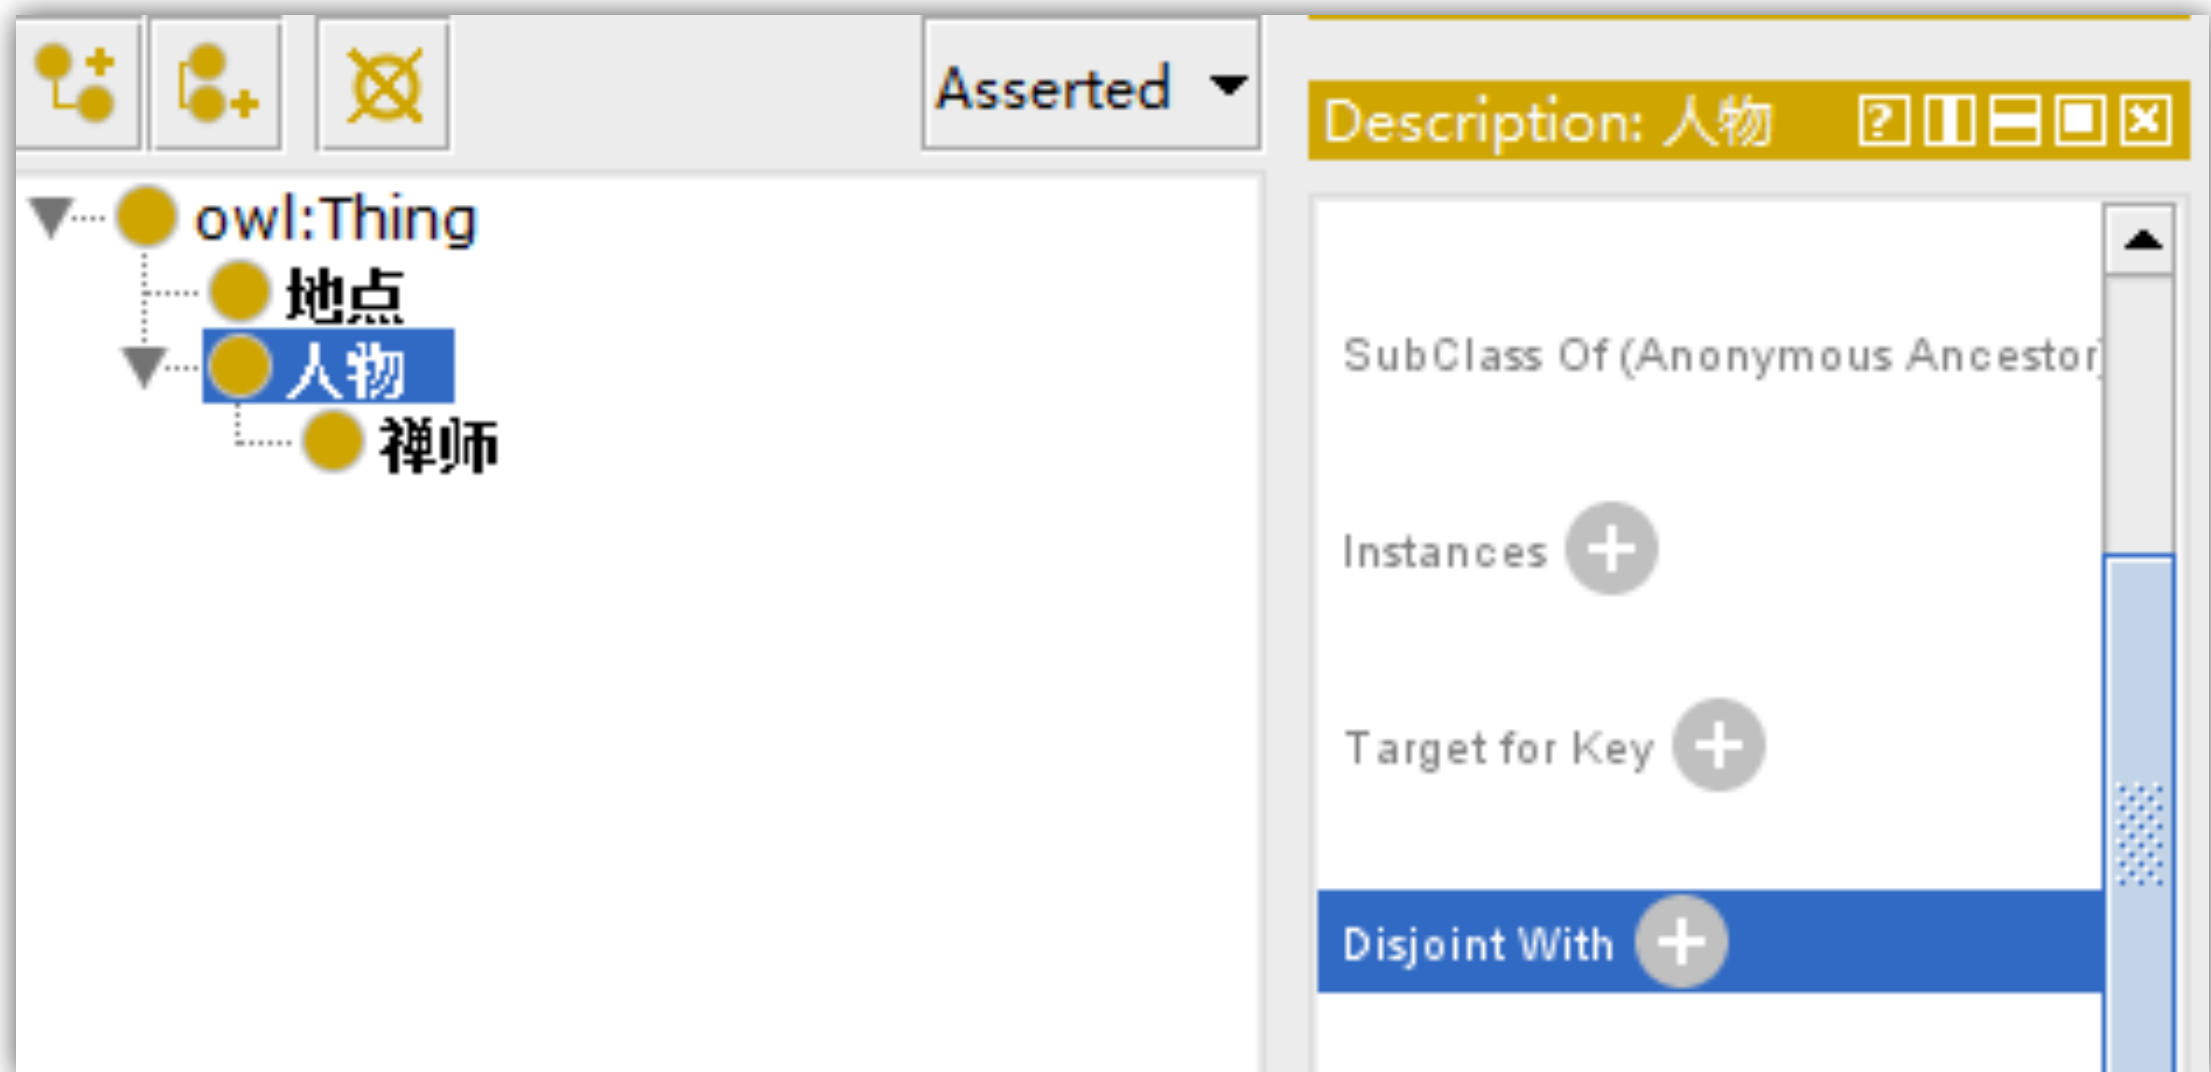 Asserted
owl:Thing
地点
人物
禅师
Description: 人物
SubClass Of (Anonymous Ancestor)
Instances
Target for Key
Disjoint With